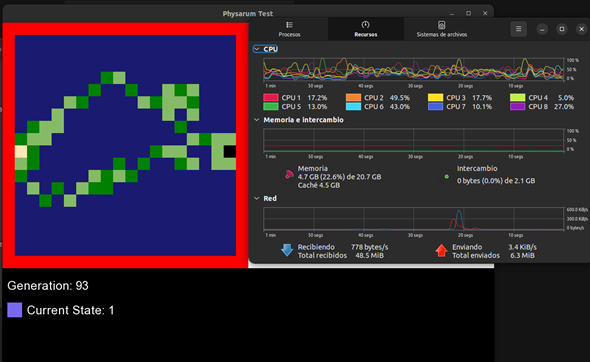 Physarum Test
Procesos
Recursos
Sistemas de archivos
CPU
100 %
50 %
0 %
1 min
50 segs
40 segs
30 segs
20 segs
10 segs
CPU 1 17.2% CPU 2 49.5% CPU 3 17.7% CPU 4 5.0%
CPU 5 13.0% CPU 6 43.0% CPU 7 10.1% CPU 8 27.0%
Memoria e intercambio
100 %
50 %
0 %
1 min
50 segs
40 segs
30 segs
20 segs
10 segs
Memoria
4.7 GB (22.6%) de 20.7 GB
Caché 4.5 GB
Intercambio
0 bytes (0.0%) de 2.1 GB
Red
600.0 KiB/s
300.0 KiB/s
0 bytes/s
1 min
50 segs
40 segs
30 segs
20 segs
10 segs
Recibiendo 778 bytes/s
Total recibidos 48.5 MiB
Enviando 3.4 KiB/s
Total enviados 6.3 MiB
Generation: 93
Current State: 1